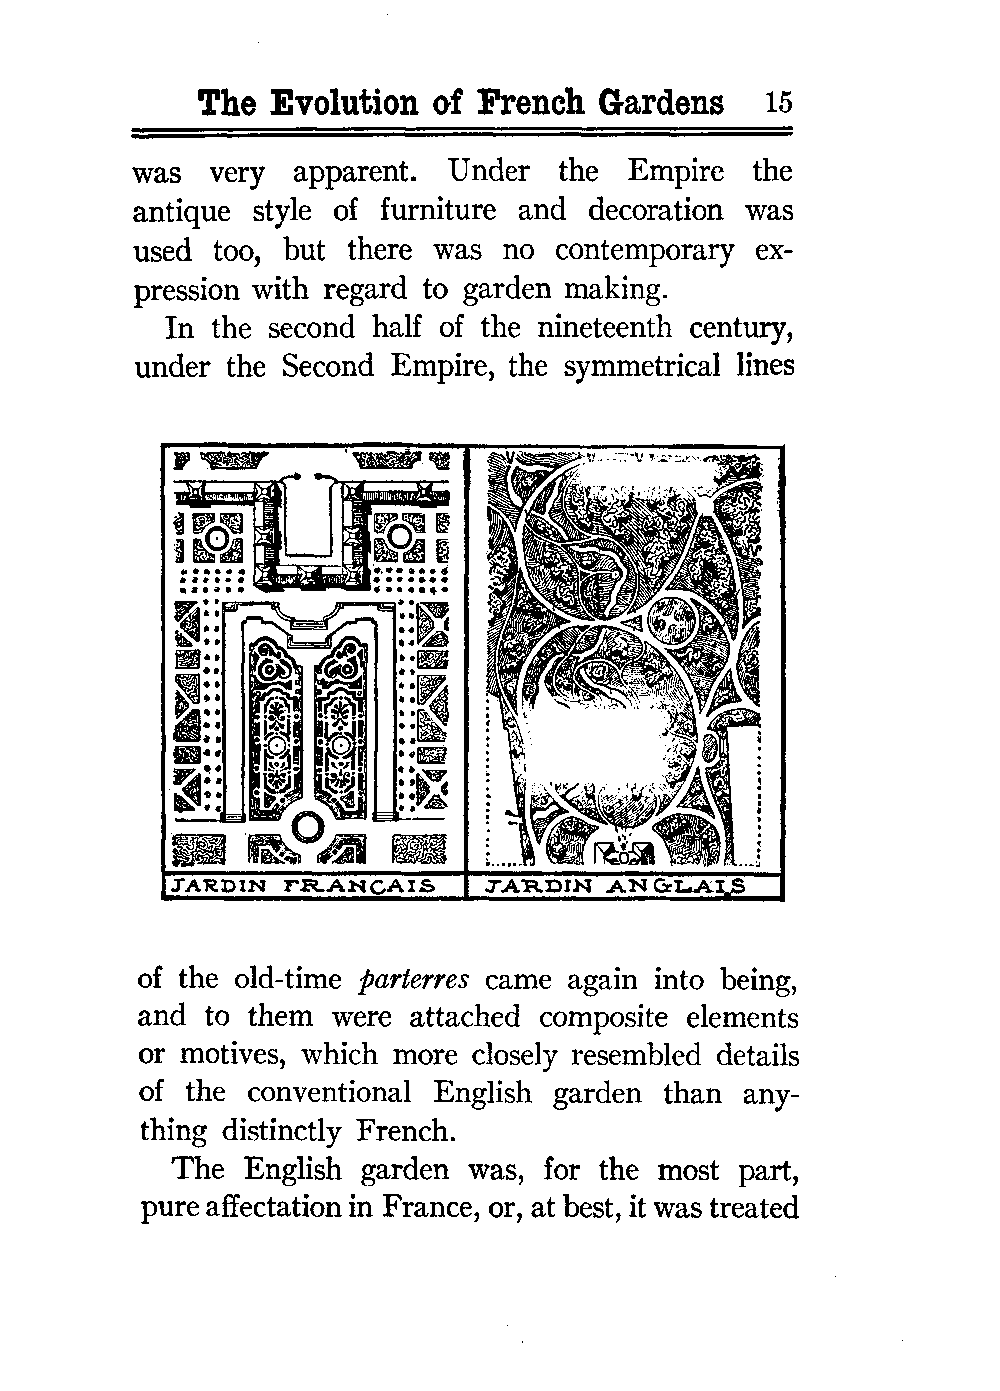 The Evolution of French Gardens 15
was very apparent. Under the Empire the
antique style of furniture and decoration was
used too, but there was no contemporary ex-
pression with regard to garden making.
In the second half of the nineteenth century,
under the Second Empire, the symmetrical lines
JARDIN FRANÇAIS
JARDIN ANGLAIS
of the old-time parterres came again into being,
and to them were attached composite elements
or motives, which more closely resembled details
of the conventional English garden than any-
thing distinctly French.
The English garden was, for the most part,
pure affectation in France, or, at best, it was treated